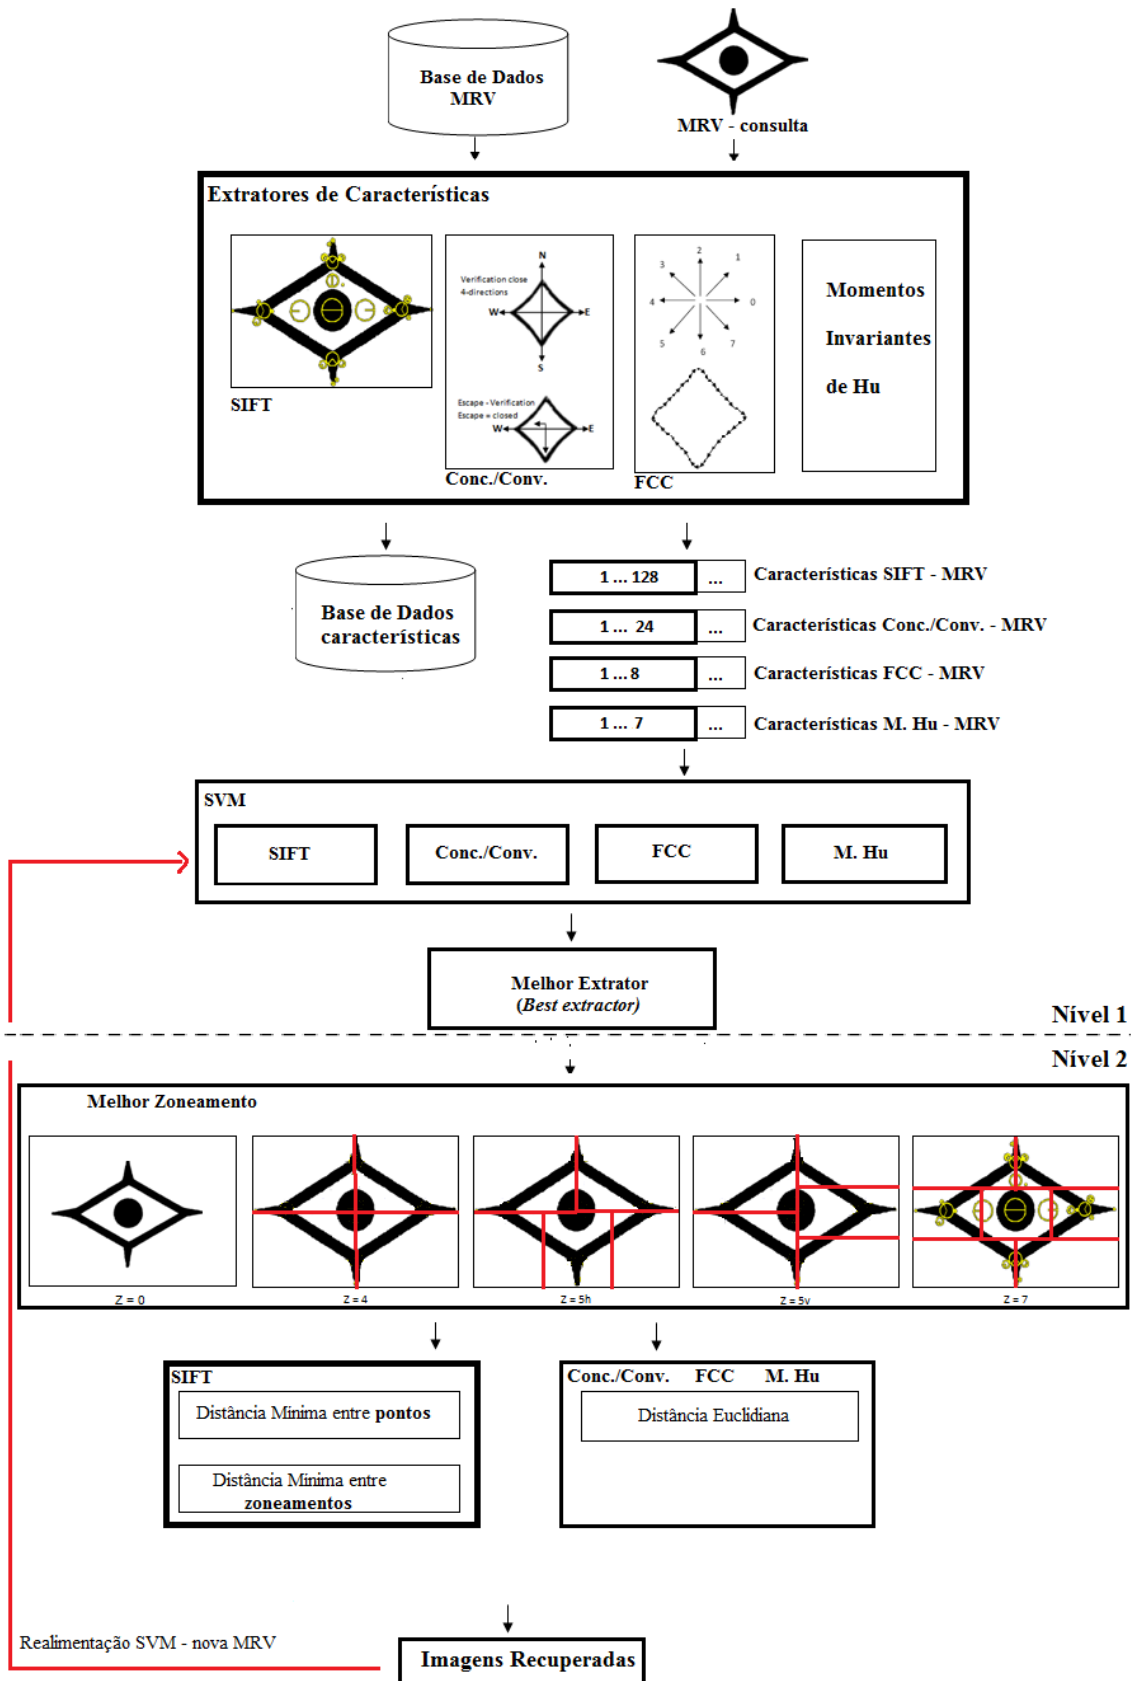 Base de Dados
MRV
MRV - consulta
Extratores de Características
SIFT
Verification close
4-directions
N
W
E
S
Escape - Verification
Escape = closed
W
E
Conc./Conv.
2
3
1
4
0
5
7
6
FCC
Momentos
Invariantes
de Hu
Base de Dados
características
1 ... 128
...
Características SIFT - MRV
1 ... 24
...
Características Conc./Conv. - MRV
1 ... 8
...
Características FCC - MRV
1 ... 7
...
Características M. Hu - MRV
SVM
SIFT
Conc./Conv.
FCC
M. Hu
Melhor Extrator
(Best extractor)
Nível 1
Nível 2
Melhor Zoneamento
Z = 0
Z = 4
Z = 5h
Z = 5v
Z = 7
SIFT
Distância Minima entre pontos
Distância Minima entre
zoneamentos
Conc./Conv. FCC M. Hu
Distância Euclidiana
Realimentação SVM - nova MRV
Imagens Recuperadas